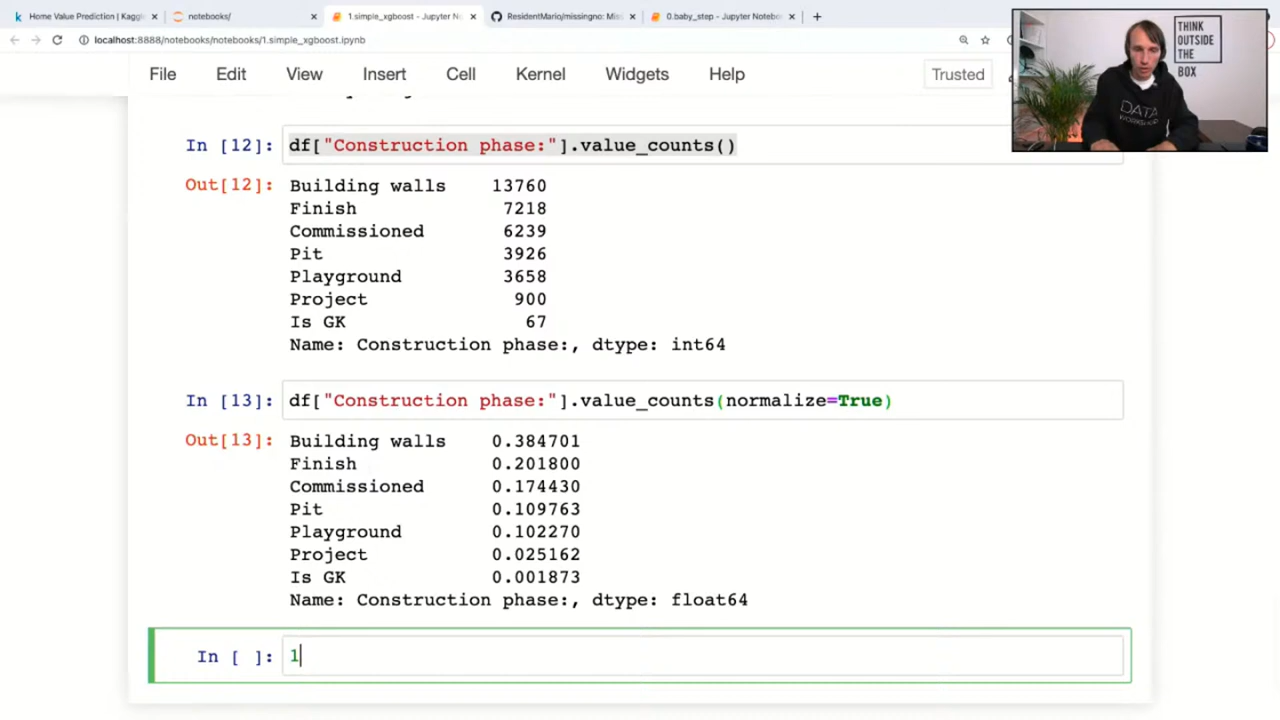 Home Value Prediction | Kaggle
notebooks/
1.simple_xgboost - Jupyter No
ResidentMario/missingno: Mis
0.baby_step - Jupyter Notebo
localhost:8888/notebooks/notebooks/1.simple_xgboost.ipynb
File Edit View Insert Cell Kernel Widgets Help
Trusted
THINK
OUTSIDE
THE
BOX
DATA
WORKSHOP
In [12]: df["Construction phase:"].value_counts()
Out[12]: Building walls 13760
Finish 7218
Commissioned 6239
Pit 3926
Playground 3658
Project 900
Is GK 67
Name: Construction phase:, dtype: int64
In [13]: df["Construction phase:"].value_counts(normalize=True)
Out[13]: Building walls 0.384701
Finish 0.201800
Commissioned 0.174430
Pit 0.109763
Playground 0.102270
Project 0.025162
Is GK 0.001873
Name: Construction phase:, dtype: float64
In [ ]: 1